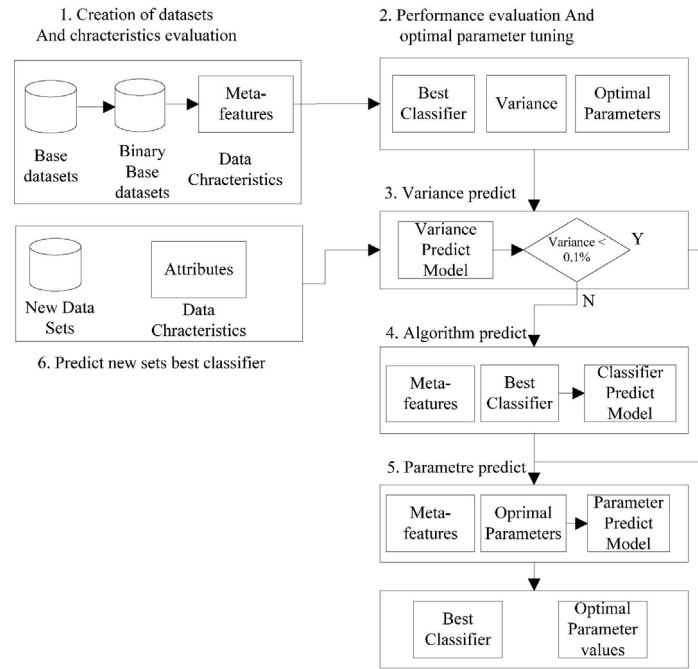 1. Creation of datasets
And chracteristics evaluation
Base
datasets
Binary
Base
datasets
Meta-
features
Data
Chracteristics
2. Performance evaluation And
optimal parameter tuning
Best
Classifier
Variance
Optimal
Parameters
3. Variance predict
Variance
Predict
Model
Variance <
0.1%
Y
N
New Data
Sets
Attributes
Data
Chracteristics
6. Predict new sets best classifier
4. Algorithm predict
Meta-
features
Best
Classifier
Classifier
Predict
Model
5. Parametre predict
Meta-
features
Oprimal
Parameters
Parameter
Predict
Model
Best
Classifier
Optimal
Parameter
values